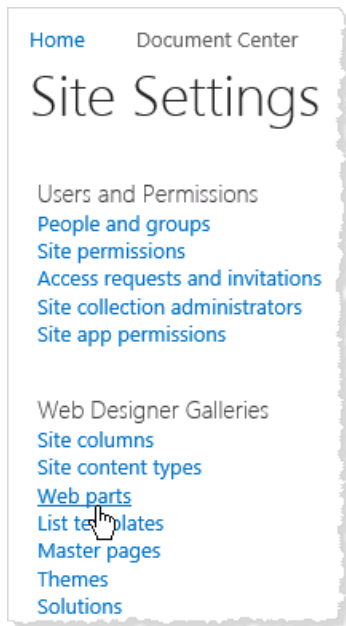 Home Document Center
Site Settings
Users and Permissions
People and groups
Site permissions
Access requests and invitations
Site collection administrators
Site app permissions
Web Designer Galleries
Site columns
Site content types
Web parts
List templates
Master pages
Themes
Solutions